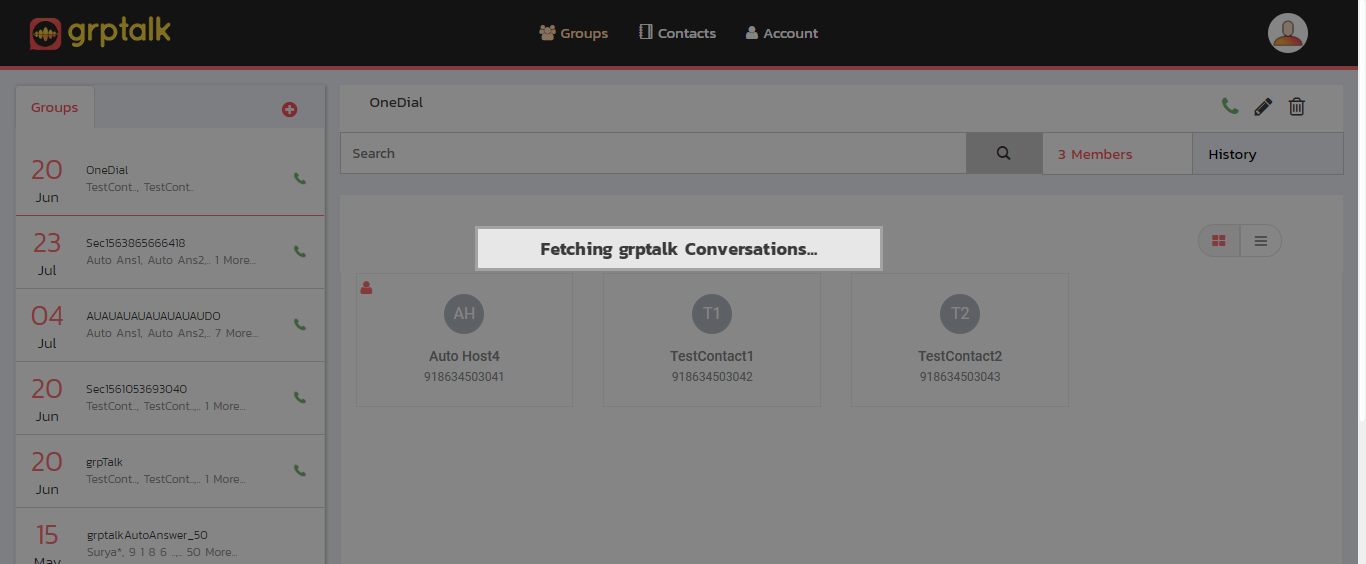 grptalk
Groups
Contacts
Account
Groups
20
Jun
OneDial
TestCont.., TestCont..
23
Jul
Sec1563865666418
Auto Ans1, Auto Ans2,.. 1 More...
04
Jul
AUAUAUAUAUAUAUAUDO
Auto Ans1, Auto Ans2,.. 7 More...
20
Jun
Sec1561053693040
TestCont.., TestCont..,.. 1 More...
20
Jun
grpTalk
TestCont.., TestCont..,.. 1 More...
15
May
grptalkAutoAnswer_50
Surya*, 9 1 8 6 .,.. 50 More...
OneDial
Search
3 Members
History
Fetching grptalk Conversations...
AH
Auto Host4
918634503041
T1
TestContact1
918634503042
T2
TestContact2
918634503043